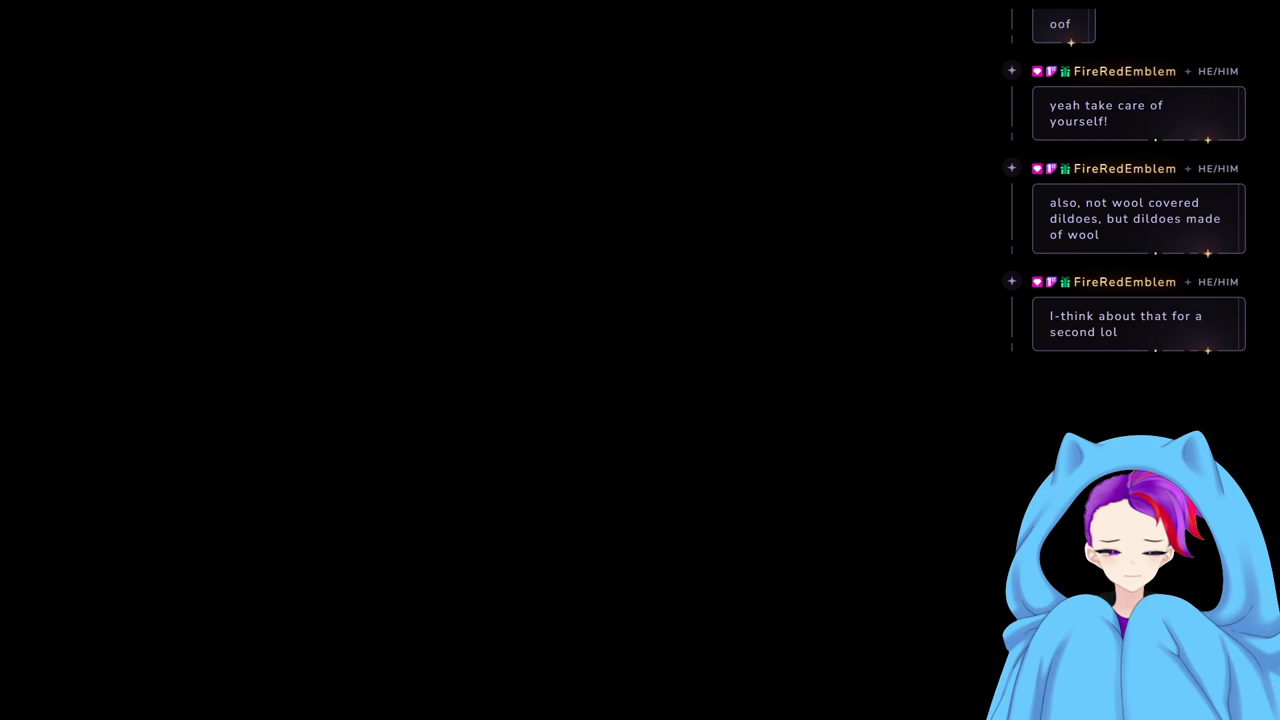 oof
FireRedEmblem HE/HIM
yeah take care of
yourself!
FireRedEmblem HE/HIM
also, not wool covered
dildoes, but dildoes made
of wool
FireRedEmblem HE/HIM
I-think about that for a
second lol